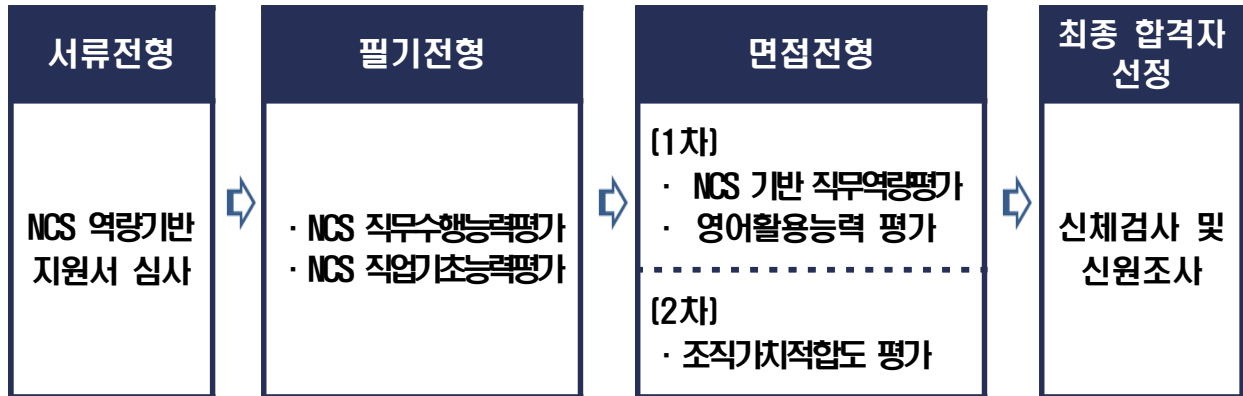 서류전형
NCS 역량기반
지원서 심사
필기전형
· NCS 직무수행능력평가
· NCS 직업기초능력평가
면접전형
(1차)
· NCS 기반 직무역량평가
· 영어활용능력 평가
(2차)
· 조직가치적합도 평가
최종 합격자
선정
신체검사 및
신원조사